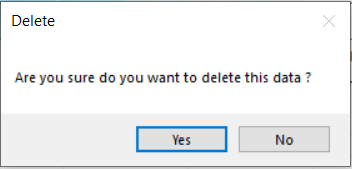 Delete
Are you sure do you want to delete this data ?
Yes
No